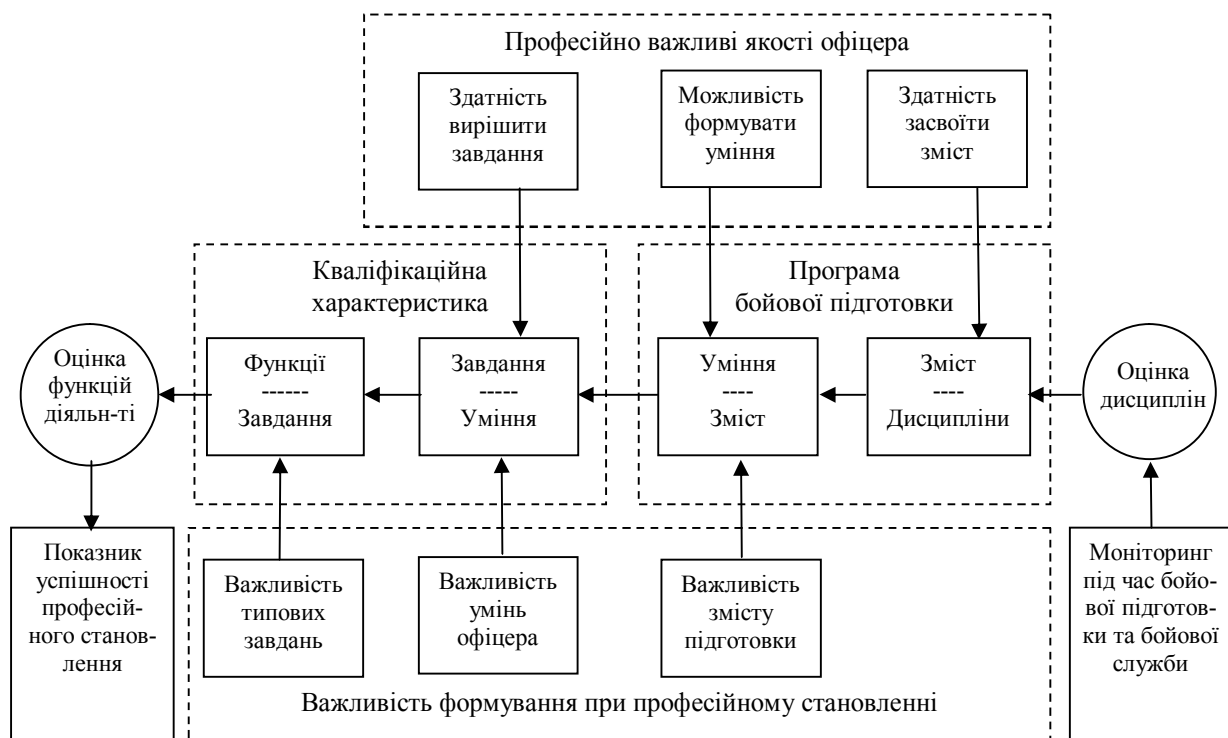 Професійно важливі якості офіцера
Здатність
вирішити
завдання
Можливість
формувати
уміння
Здатність
засвоїти
зміст
Кваліфікаційна
характеристика
Програма
бойової підготовки
Оцінка
функцій
діяльн-ті
Функції
------
Завдання
Завдання
-----
Уміння
Уміння
----
Зміст
Зміст
----
Дисципліни
Оцінка
дисциплін
Показник
успішності
професій-
ного станов-
лення
Важливість
типових
завдань
Важливість
умінь
офіцера
Важливість
змісту
підготовки
Моніторинг
під час бойо-
вої підготов-
ки та бойової
служби
Важливість формування при професійному становленні